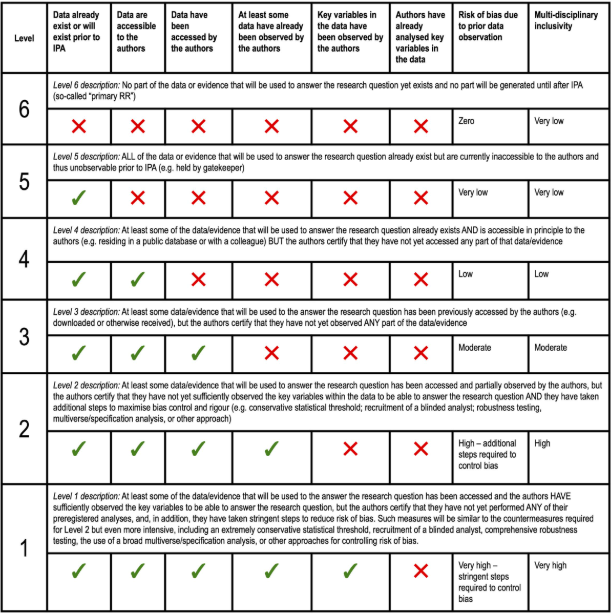 Level
Data already
exist or will
exist prior to
IPA
Data are
accessible
to the
authors
Data have
been
accessed by
the authors
At least some
data have already
been observed by
the authors
Key variables in
the data have
been observed by
the authors
Authors have
already
analysed key
variables in
the data
Risk of bias due
to prior data
observation
Multi-disciplinary
inclusivity
6
Level 6 description: No part of the data or evidence that will be used to answer the research question yet exists and no part will be generated until after IPA
(so-called “primary RR”)
Zero
Very low
5
Level 5 description: ALL of the data or evidence that will be used to answer the research question already exist but are currently inaccessible to the authors and
thus unobservable prior to IPA (e.g. held by gatekeeper)
Very low
Very low
4
Level 4 description: At least some of the data/evidence that will be used to answer the research question already exists AND is accessible in principle to the
authors (e.g. residing in a public database or with a colleague) BUT the authors certify that they have not yet accessed any part of that data/evidence
Low
Low
3
Level 3 description: At least some data/evidence that will be used to the answer the research question has been previously accessed by the authors (e.g.
downloaded or otherwise received), but the authors certify that they have not yet observed ANY part of the data/evidence
Moderate
Moderate
2
Level 2 description: At least some data/evidence that will be used to answer the research question has been accessed and partially observed by the authors, but
the authors certify that they have not yet sufficiently observed the key variables within the data to be able to answer the research question AND they have taken
additional steps to maximise bias control and rigour (e.g. conservative statistical threshold; recruitment of a blinded analyst; robustness testing,
multiverse/specification analysis, or other approach)
High – additional
steps required to
control bias
High
1
Level 1 description: At least some of the data/evidence that will be used to the answer the research question has been accessed and the authors HAVE
sufficiently observed the key variables to be able to answer the research question, but the authors certify that they have not yet performed ANY of their
preregistered analyses, and, in addition, they have taken stringent steps to reduce risk of bias. Such measures will be similar to the countermeasures required
for Level 2 but even more intensive, including an extremely conservative statistical threshold, recruitment of a blinded analyst, comprehensive robustness
testing, the use of a broad multiverse/specification analysis, or other approaches for controlling risk of bias.
Very high –
stringent steps
required to control
bias
Very high